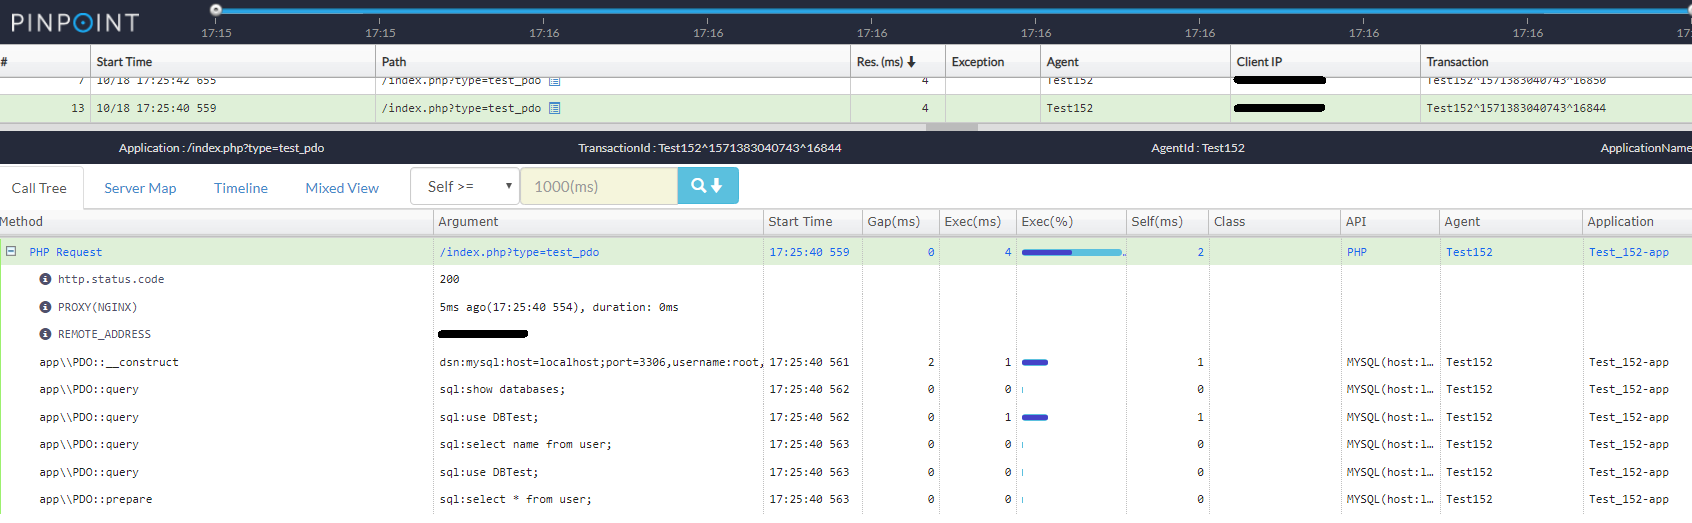 PINPOINT
17:15 17:15 17:16 17:16 17:16 17:16 17:16 17:16 17:16 17:
# Start Time Path Res. (ms) Exception Agent Client IP Transaction
7 10/18 17:25:42 655 /index.php?type=test_pdo 4 Test152 Test152^1571383040743^16850
13 10/18 17:25:40 559 /index.php?type=test_pdo 4 Test152 Test152^1571383040743^16844
Application : /index.php?type=test_pdo TransactionId : Test152^1571383040743^16844 AgentId : Test152 ApplicationName
Call Tree Server Map Timeline Mixed View Self >= 1000(ms)
Method Argument Start Time Gap(ms) Exec(ms) Exec(%) Self(ms) Class API Agent Application
PHP Request /index.php?type=test_pdo 17:25:40 559 0 4 2 PHP Test152 Test_152-app
http.status.code 200
PROXY(NGINX) 5ms ago(17:25:40 554), duration: 0ms
REMOTE_ADDRESS
app\\PDO::__construct dsn:mysql:host=localhost;port=3306,username:root, 17:25:40 561 2 1 1 MYSQL(host:l… Test152 Test_152-app
app\\PDO::query sql:show databases; 17:25:40 562 0 0 0 MYSQL(host:l… Test152 Test_152-app
app\\PDO::query sql:use DBTest; 17:25:40 562 0 1 1 MYSQL(host:l… Test152 Test_152-app
app\\PDO::query sql:select name from user; 17:25:40 563 0 0 0 MYSQL(host:l… Test152 Test_152-app
app\\PDO::query sql:use DBTest; 17:25:40 563 0 0 0 MYSQL(host:l… Test152 Test_152-app
app\\PDO::prepare sql:select * from user; 17:25:40 563 0 0 0 MYSQL(host:l… Test152 Test_152-app